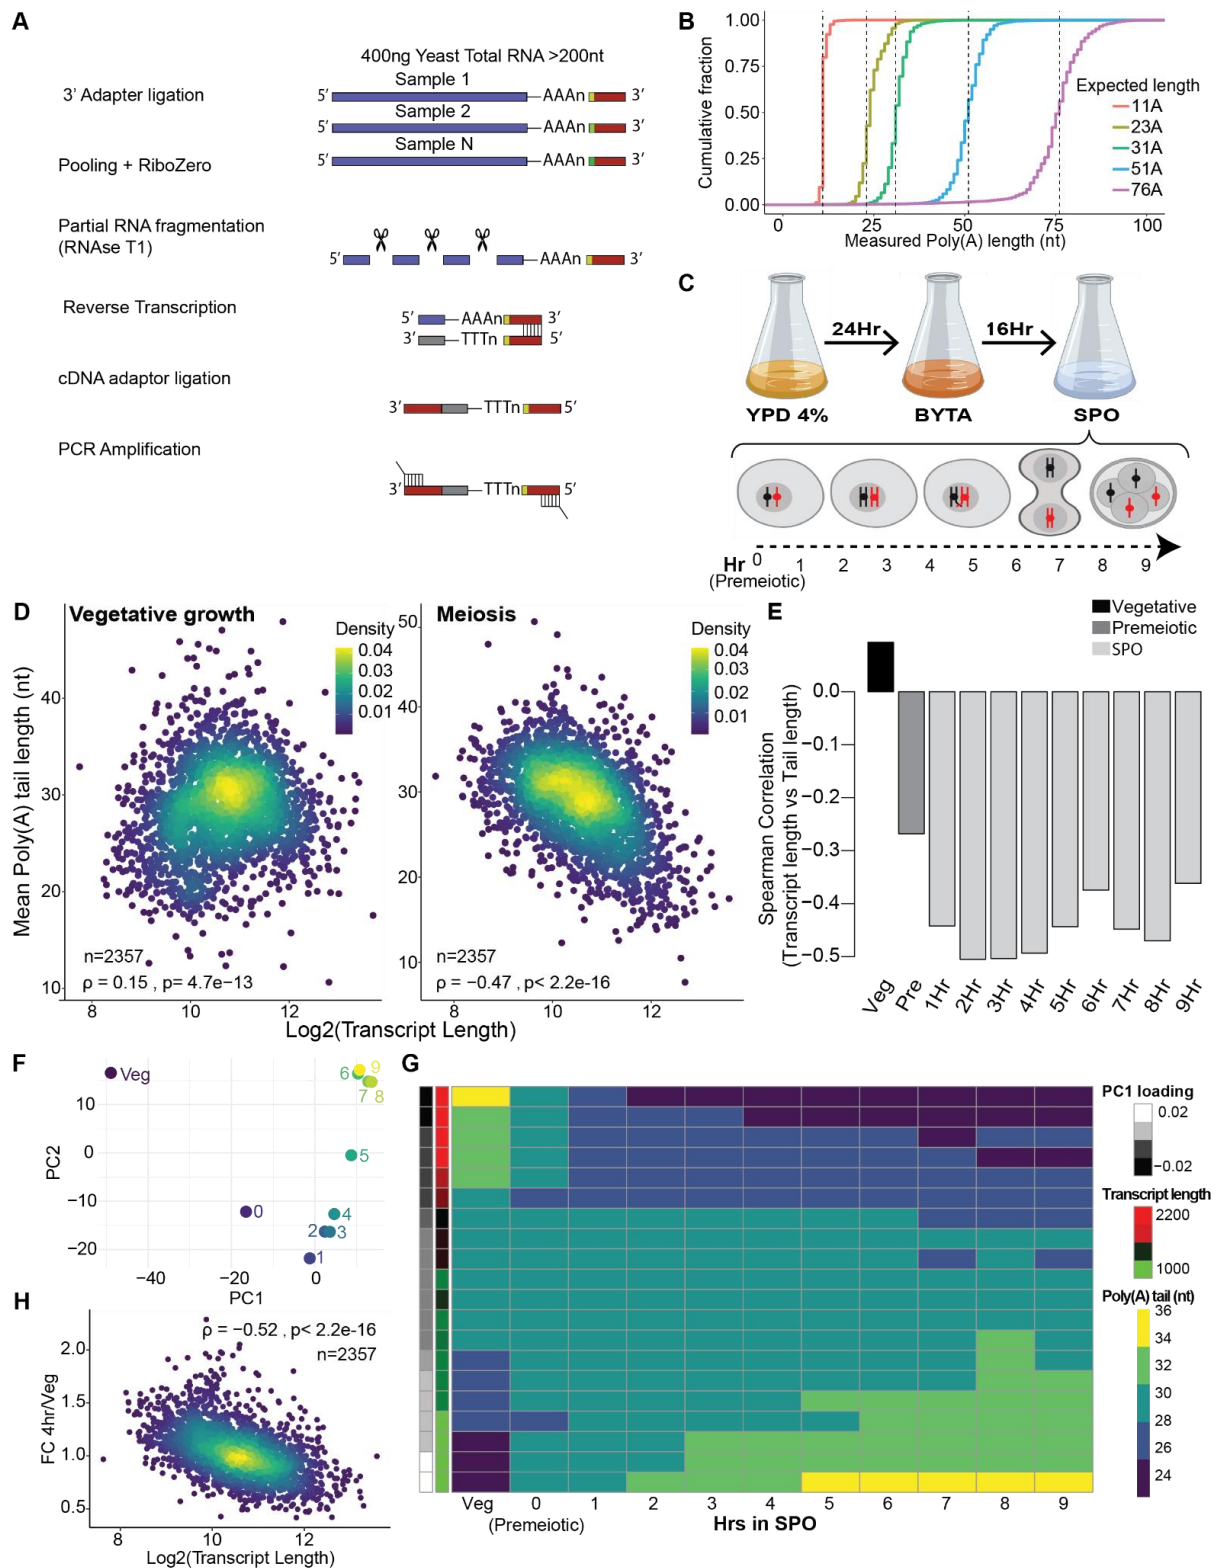 A
400ng Yeast Total RNA >200nt
Sample 1
3′ Adapter ligation
5′ AAAn 3′
Sample 2
5′ AAAn 3′
Sample N
Pooling + RiboZero
5′ AAAn 3′
Partial RNA fragmentation
(RNAse T1)
5′ AAAn 3′
Reverse Transcription
5′ AAAn 3′
3′ TTTn 5′
cDNA adaptor ligation
3′ TTTn 5′
PCR Amplification
3′ TTTn 5′
B
Cumulative fraction
1.00
0.75
0.50
0.25
0.00
0 25 50 75 100
Measured Poly(A) length (nt)
Expected length
11A
23A
31A
51A
76A
C
24Hr 16Hr
YPD 4% BYTA SPO
Hr 0 1 2 3 4 5 6 7 8 9
(Premeiotic)
D
Vegetative growth
Mean Poly(A) tail length (nt)
40
30
20
10
Density
0.04
0.03
0.02
0.01
n=2357
ρ = 0.15 , p= 4.7e−13
8 10 12
Meiosis
50
40
30
20
10
Density
0.04
0.03
0.02
0.01
n=2357
ρ = −0.47 , p< 2.2e-16
8 10 12
Log2(Transcript Length)
E
Vegetative
Premeiotic
SPO
Spearman Correlation
(Transcript length vs Tail length)
0.0
−0.1
−0.2
−0.3
−0.4
−0.5
Veg Pre 1Hr 2Hr 3Hr 4Hr 5Hr 6Hr 7Hr 8Hr 9Hr
F
PC2
10
0
−10
−20
Veg
6 9
7 8
5
0
4
2 3
1
−40 −20 0
PC1
G
Veg 0 1 2 3 4 5 6 7 8 9
(Premeiotic)
Hrs in SPO
PC1 loading
0.02
−0.02
Transcript length
2200
1000
Poly(A) tail (nt)
36
34
32
30
28
26
24
H
FC 4hr/Veg
2.0
1.5
1.0
0.5
ρ = −0.52 , p< 2.2e-16
n=2357
8 10 12
Log2(Transcript Length)